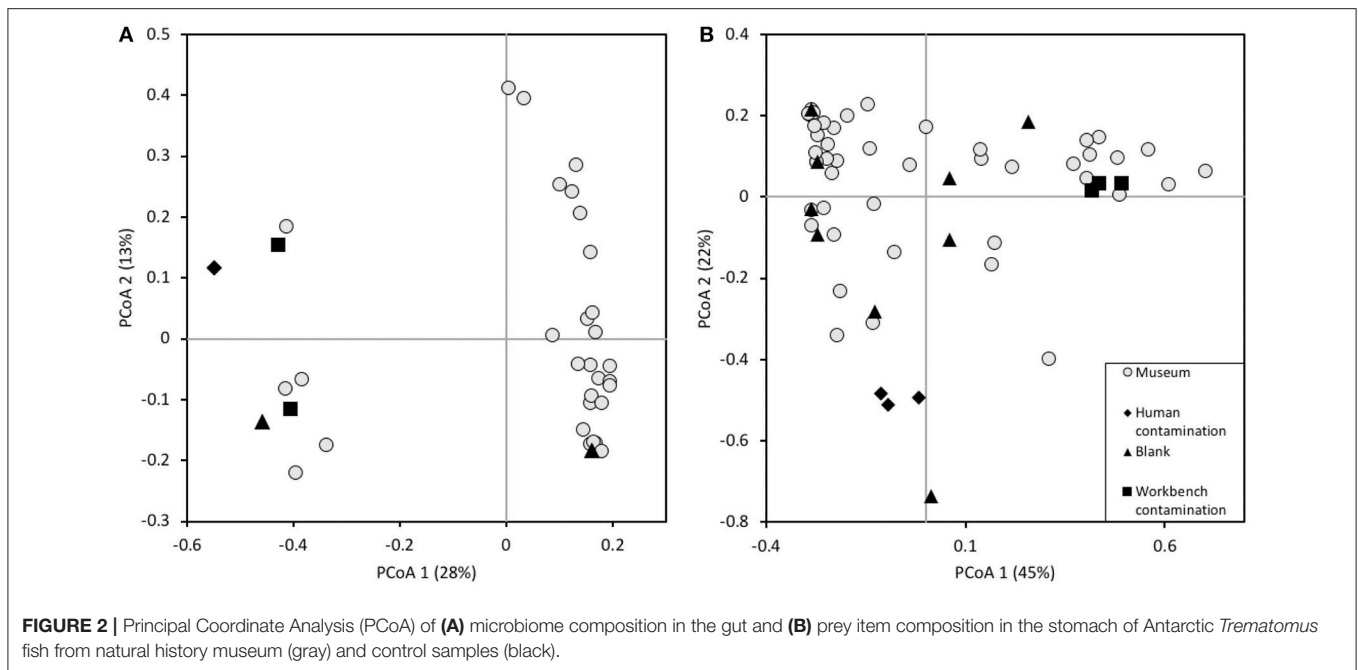 A
0.5
0.4
0.3
0.2
0.1
0
-0.1
-0.2
-0.3
PCoA 2 (13%)
-0.6
-0.4
-0.2
0
0.2
PCoA 1 (28%)
B
0.4
0.2
0
-0.2
-0.4
-0.6
-0.8
PCoA 2 (22%)
-0.4
0.1
0.6
PCoA 1 (45%)
Museum
Human
contamination
Blank
Workbench
contamination
FIGURE 2 | Principal Coordinate Analysis (PCoA) of (A) microbiome composition in the gut and (B) prey item composition in the stomach of Antarctic Trematomus
fish from natural history museum (gray) and control samples (black).